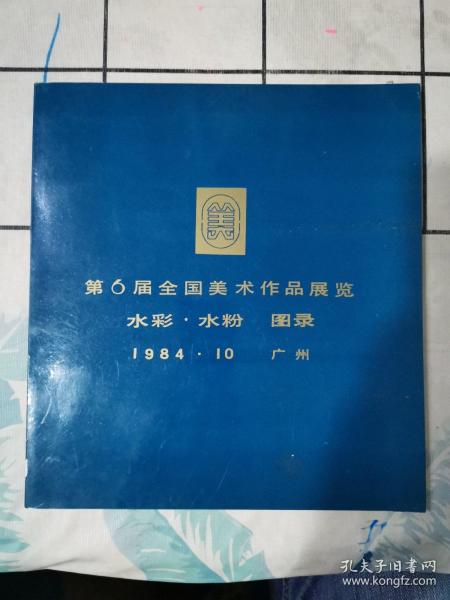 美
第6届全国美术作品展览
水彩·水粉 图录
1984·10 广州
孔夫子旧书网
www.kongfz.com